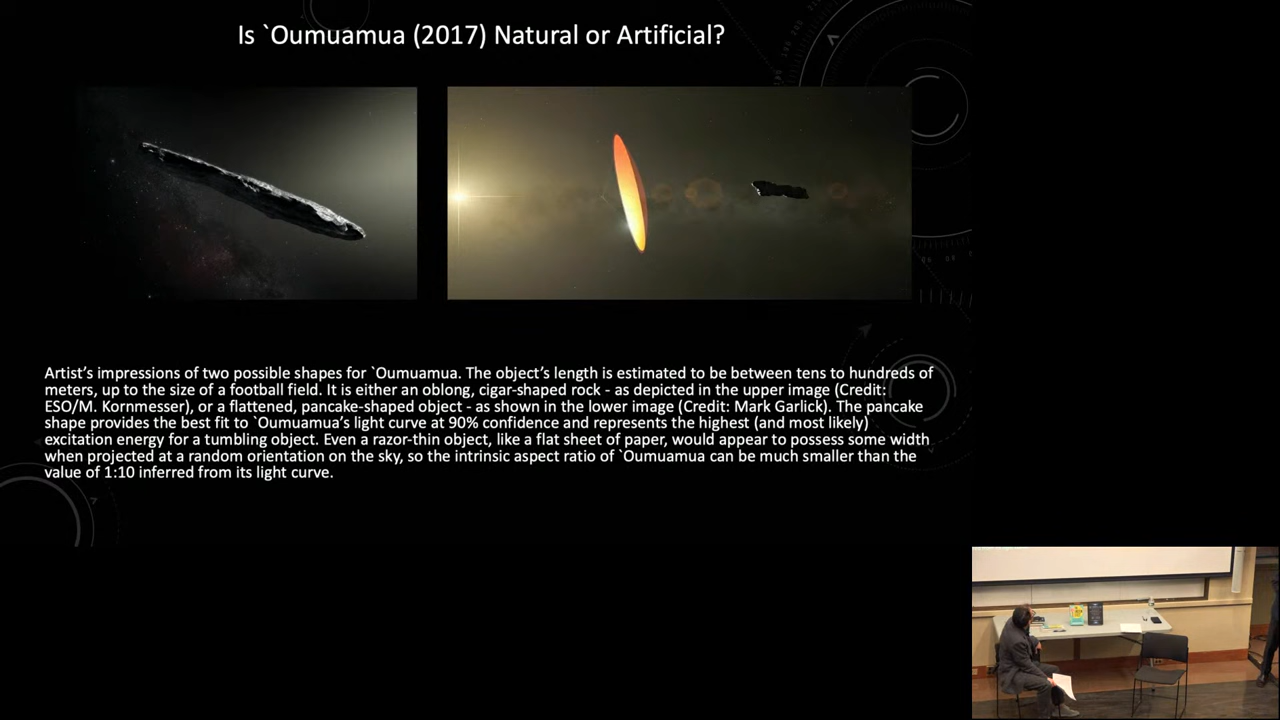 Is `Oumuamua (2017) Natural or Artificial?
Artist’s impressions of two possible shapes for `Oumuamua. The object’s length is estimated to be between tens to hundreds of
meters, up to the size of a football field. It is either an oblong, cigar-shaped rock - as depicted in the upper image (Credit:
ESO/M. Kornmesser), or a flattened, pancake-shaped object - as shown in the lower image (Credit: Mark Garlick). The pancake
shape provides the best fit to `Oumuamua’s light curve at 90% confidence and represents the highest (and most likely)
excitation energy for a tumbling object. Even a razor-thin object, like a flat sheet of paper, would appear to possess some width
when projected at a random orientation on the sky, so the intrinsic aspect ratio of `Oumuamua can be much smaller than the
value of 1:10 inferred from its light curve.